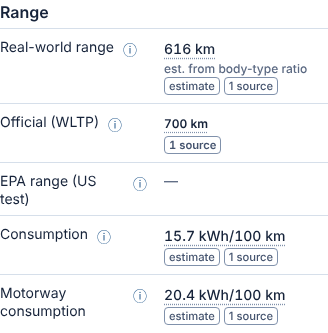 Range
Real-world range ⓘ 616 km
est. from body-type ratio
estimate 1 source
Official (WLTP) ⓘ 700 km
1 source
EPA range (US ⓘ —
test)
Consumption ⓘ 15.7 kWh/100 km
estimate 1 source
Motorway ⓘ 20.4 kWh/100 km
consumption estimate 1 source